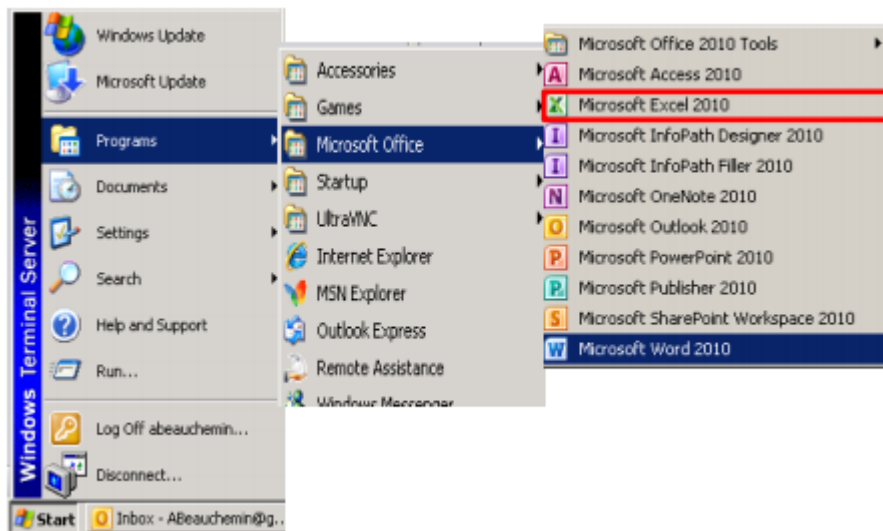 Windows Update
Microsoft Update
Programs
Documents
Settings
Search
Help and Support
Run...
Log Off abeauchemin...
Disconnect...
Windows Terminal Server
Start
Inbox - ABeauchemin@g..
Accessories
Games
Microsoft Office
Startup
UltraVNC
Internet Explorer
MSN Explorer
Outlook Express
Remote Assistance
Windows Messenger
Microsoft Office 2010 Tools
Microsoft Access 2010
Microsoft Excel 2010
Microsoft InfoPath Designer 2010
Microsoft InfoPath Filler 2010
Microsoft OneNote 2010
Microsoft Outlook 2010
Microsoft PowerPoint 2010
Microsoft Publisher 2010
Microsoft SharePoint Workspace 2010
Microsoft Word 2010